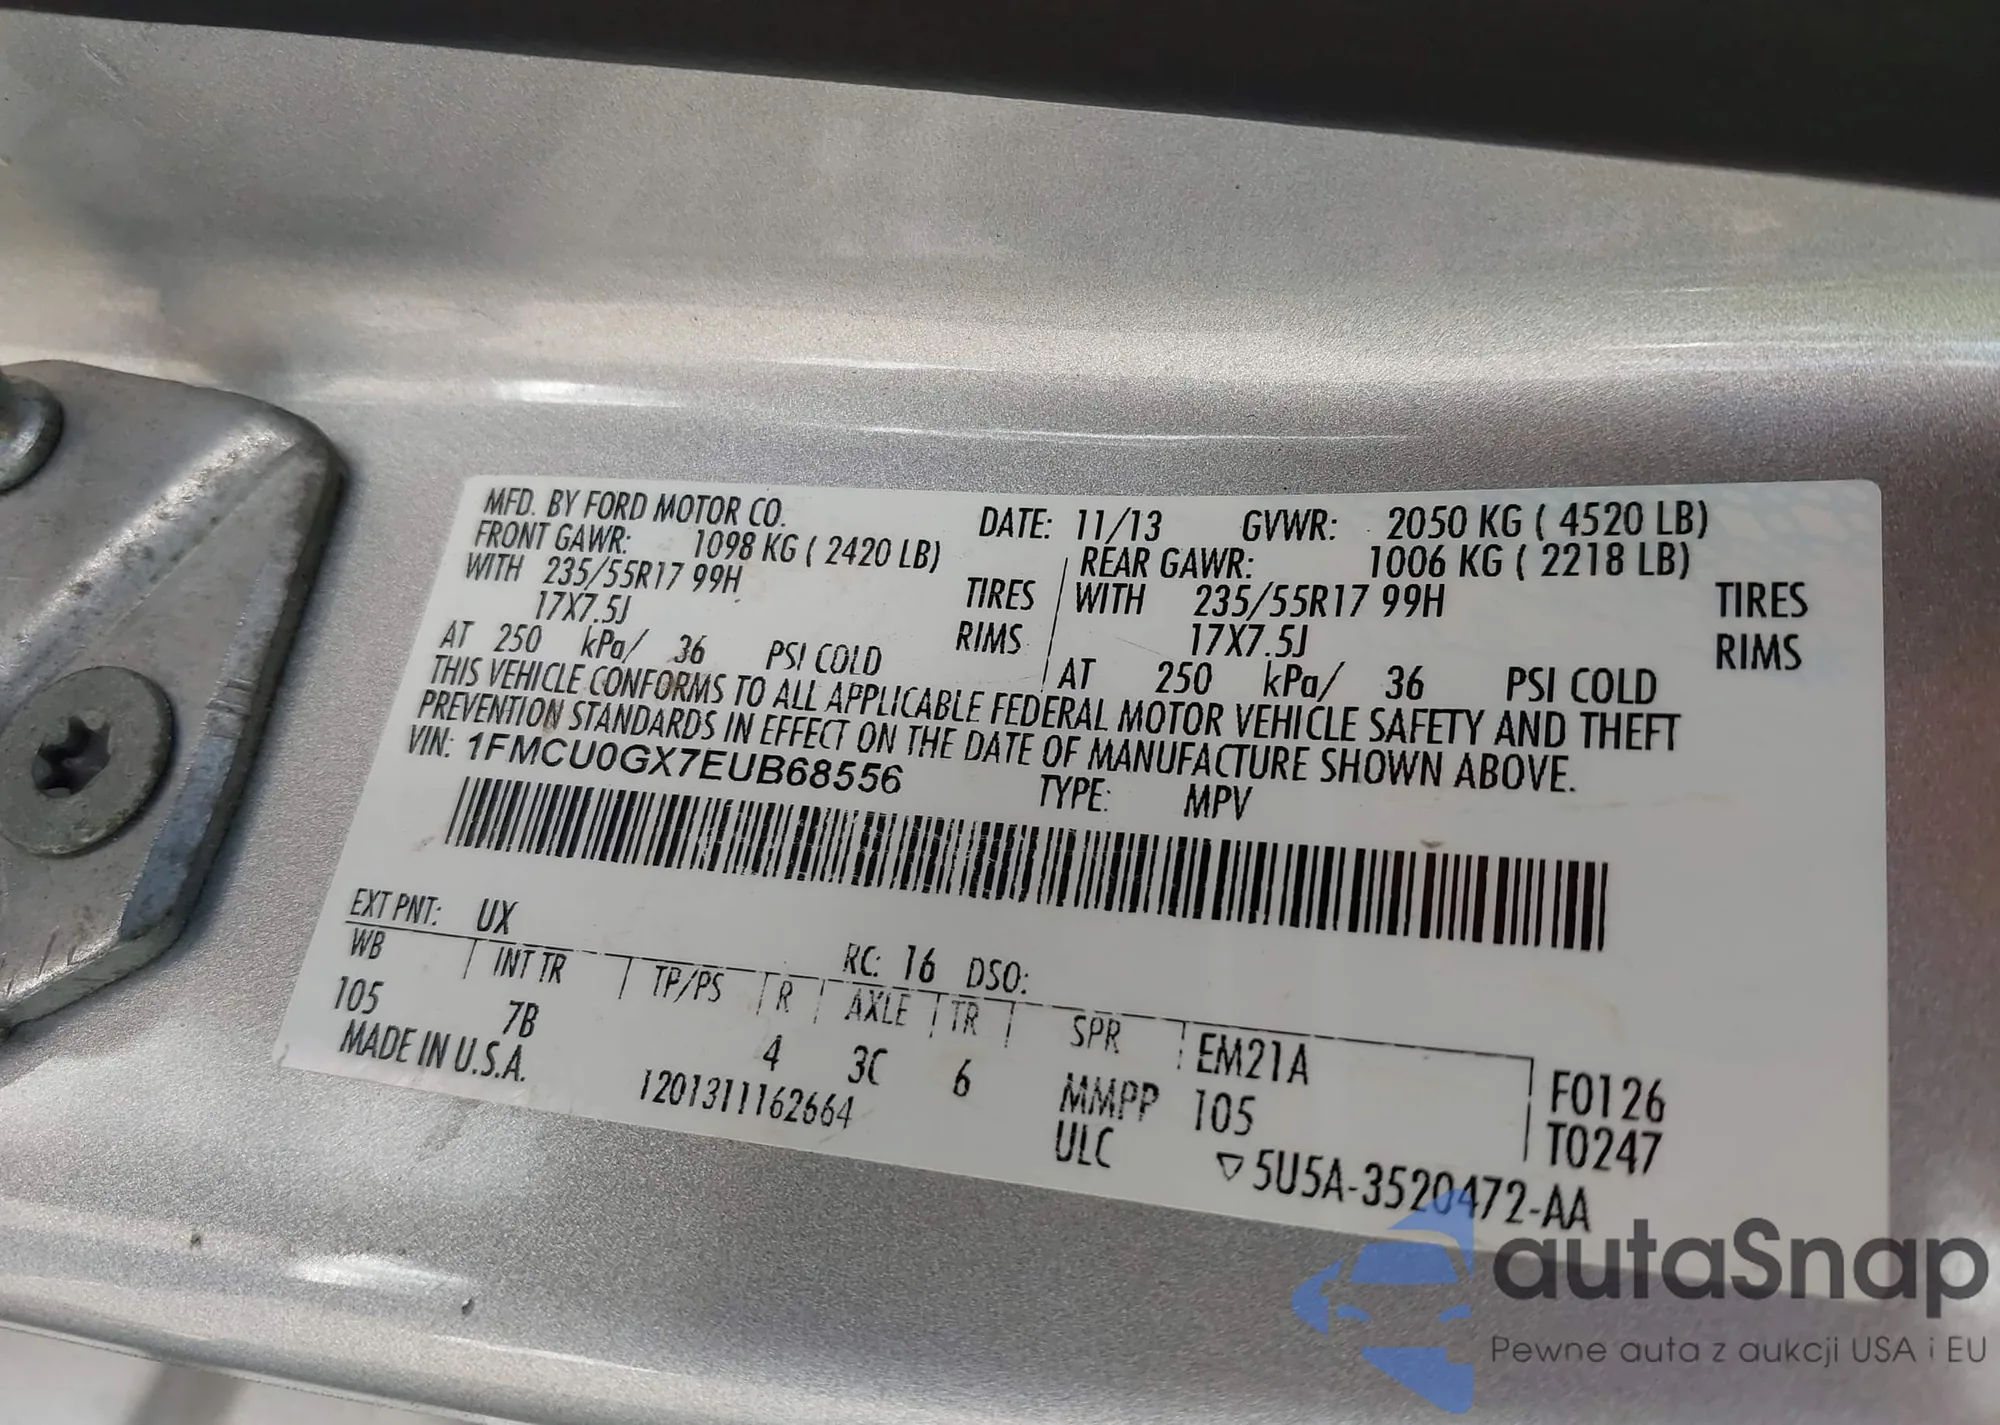 MFD. BY FORD MOTOR CO. DATE: 11/13 GVWR: 2050 KG ( 4520 LB)
FRONT GAWR: 1098 KG ( 2420 LB) REAR GAWR: 1006 KG ( 2218 LB)
WITH 235/55R17 99H TIRES WITH 235/55R17 99H TIRES
17X7.5J RIMS 17X7.5J RIMS
AT 250 kPa/ 36 PSI COLD AT 250 kPa/ 36 PSI COLD
THIS VEHICLE CONFORMS TO ALL APPLICABLE FEDERAL MOTOR VEHICLE SAFETY AND THEFT
PREVENTION STANDARDS IN EFFECT ON THE DATE OF MANUFACTURE SHOWN ABOVE.
VIN: 1FMCU0GX7EUB68556 TYPE: MPV
EXT PNT: UX RC: 16 DSO:
WB INT TR TP/PS R AXLE TR SPR EM21A F0126
105 7B 4 3C 6 MMPP 105 T0247
MADE IN U.S.A. 1201311162664 ULC ▽5U5A-3520472-AA
autaSnap
Pewne auta z aukcji USA i EU